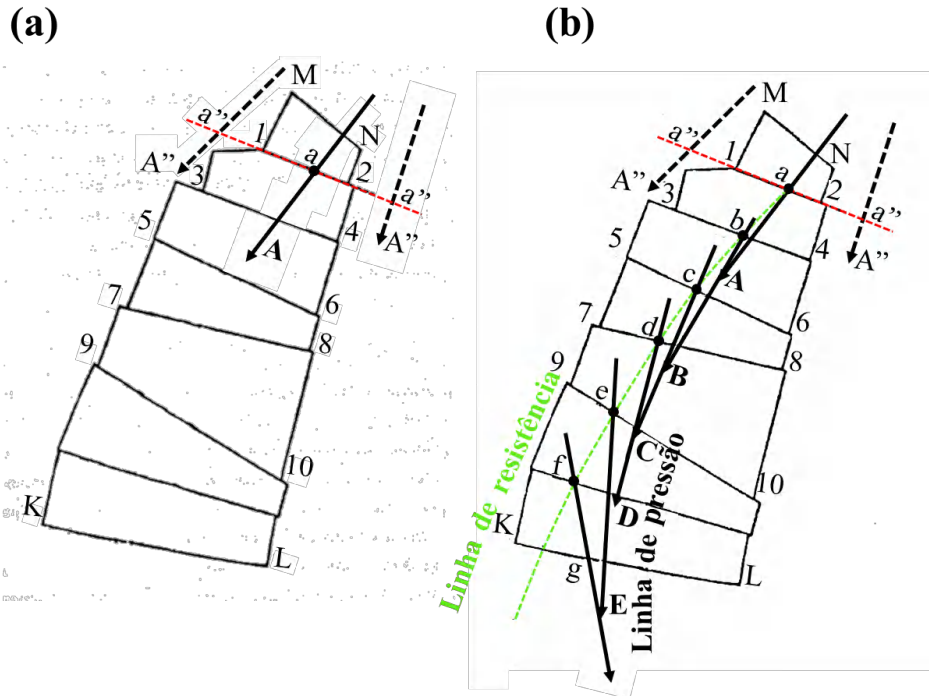 (a)
(b)
M
a”
1
a
N
A”
3
2
a”
5
A
4
A”
7
6
9
8
10
K
L
M
a”
1
a
N
A”
3
2
b
a”
5
A
4
A”
c
7
d
6
B
8
9
e
C
f
10
D
K
g
L
E
Linha de resistência
Linha de pressão